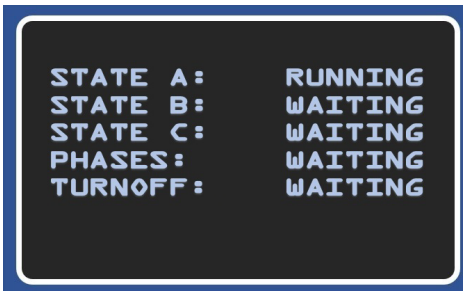 STATE A: RUNNING
STATE B: WAITING
STATE C: WAITING
PHASES: WAITING
TURNOFF: WAITING